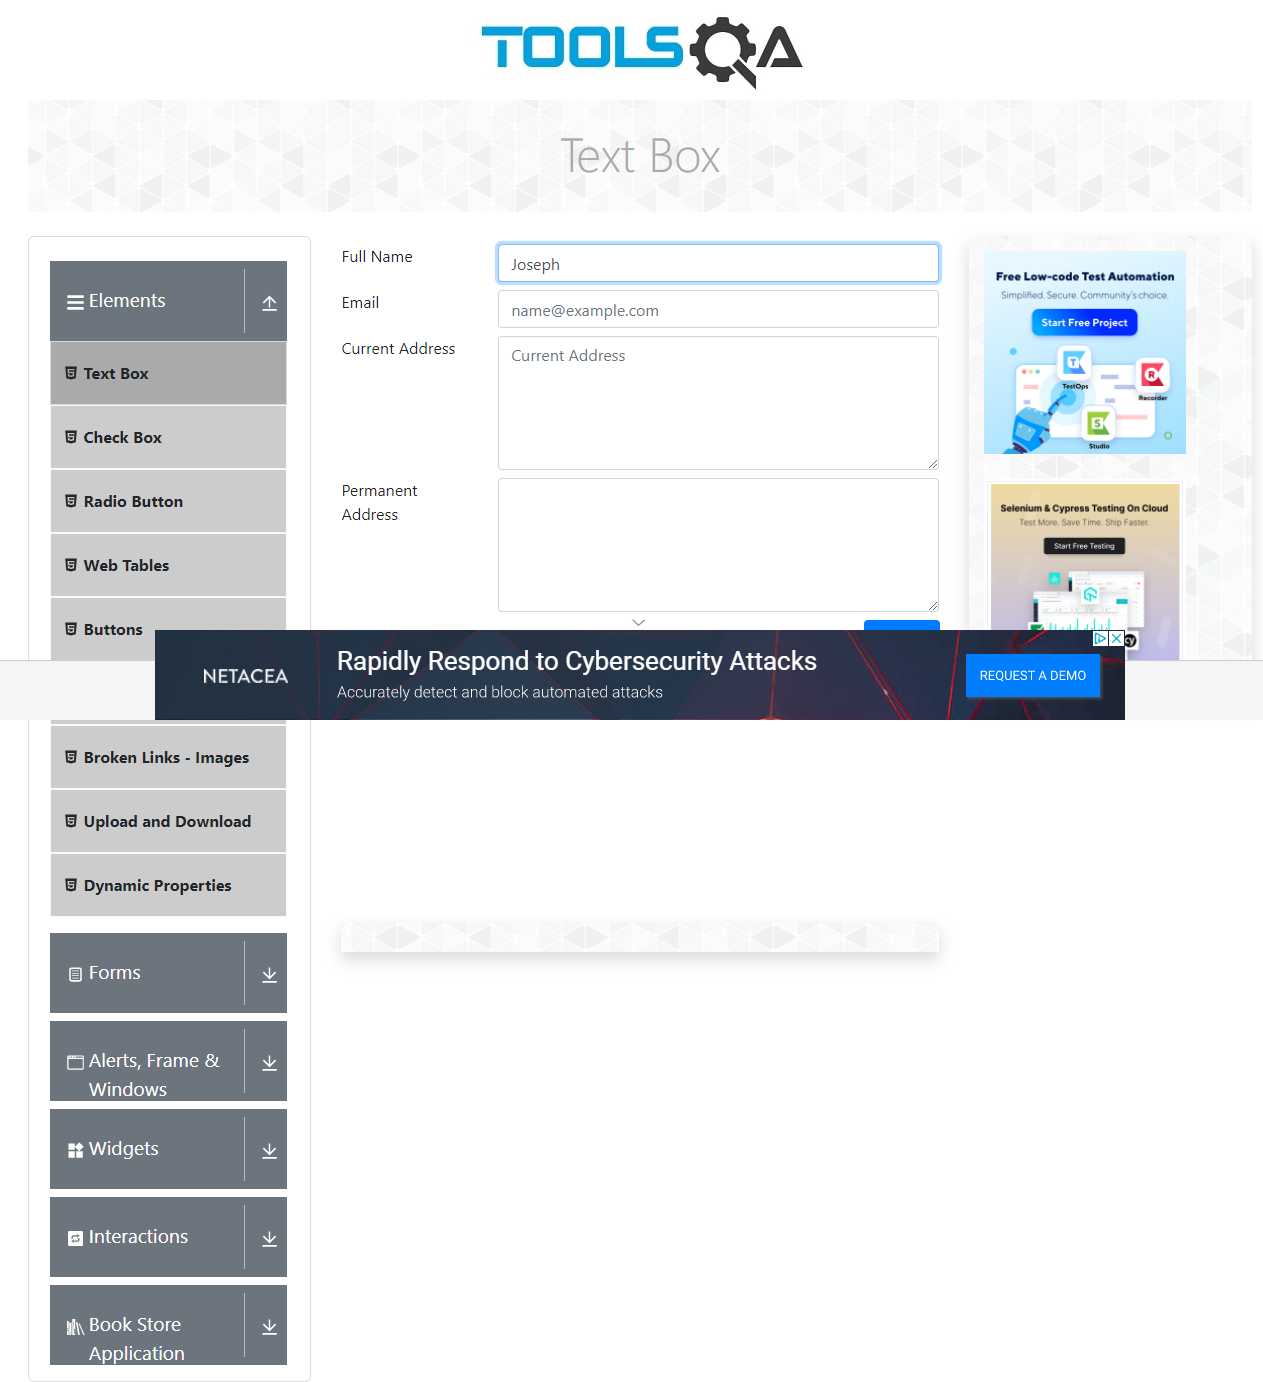 TOOLSQA
Text Box
Elements
Text Box
Check Box
Radio Button
Web Tables
Buttons
Broken Links - Images
Upload and Download
Dynamic Properties
Forms
Alerts, Frame &
Windows
Widgets
Interactions
Book Store
Application
Full Name
Joseph
Email
name@example.com
Current Address
Current Address
Permanent
Address
Free Low-code Test Automation
Simplified. Secure. Community's choice.
Start Free Project
TestOps
Recorder
Studio
Selenium & Cypress Testing On Cloud
Test More. Save Time. Ship Faster.
Start Free Testing
NETACEA
Rapidly Respond to Cybersecurity Attacks
Accurately detect and block automated attacks
REQUEST A DEMO